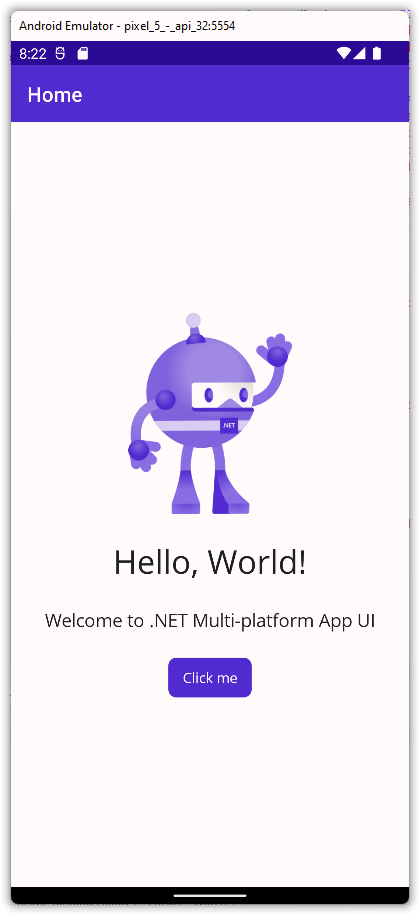 Android Emulator - pixel_5_-_api_32:5554
8:22
Home
.NET
Hello, World!
Welcome to .NET Multi-platform App UI
Click me